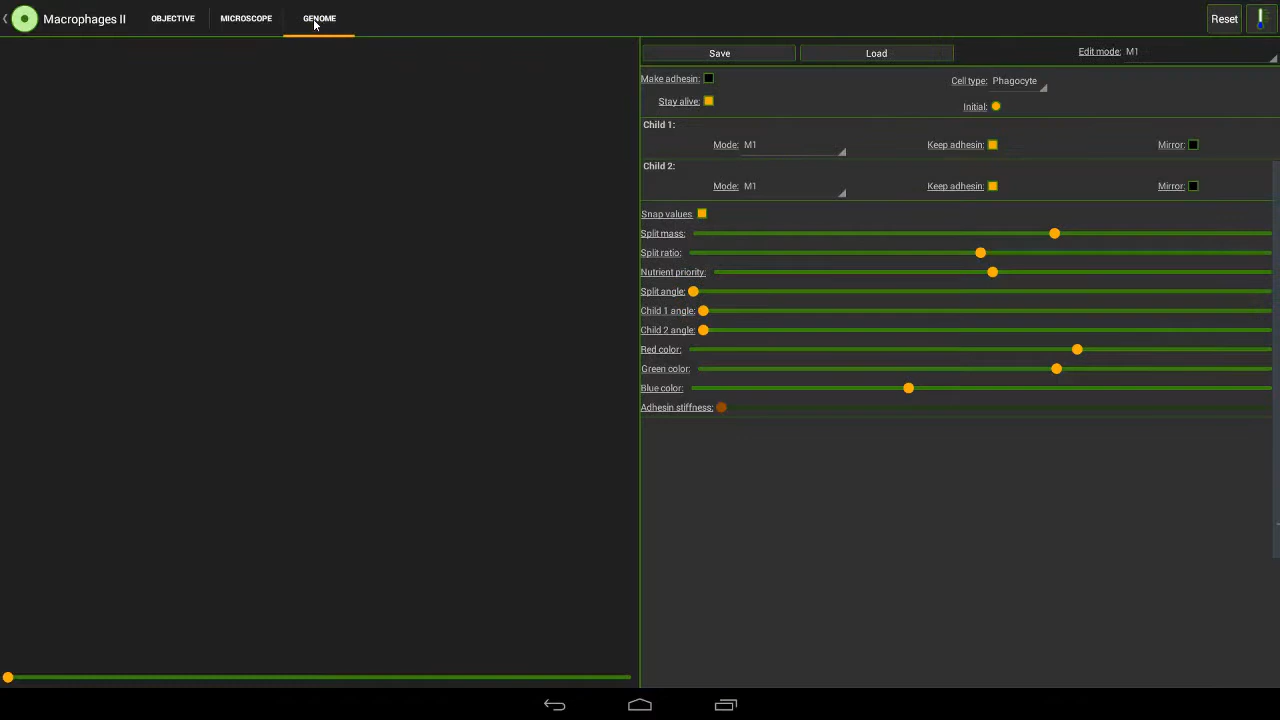 Macrophages II OBJECTIVE MICROSCOPE GENOME Reset
Save Load Edit mode: M1
Make adhesin: Cell type: Phagocyte
Stay alive: Initial:
Child 1:
Mode: M1 Keep adhesin: Mirror:
Child 2:
Mode: M1 Keep adhesin: Mirror:
Snap values
Split mass:
Split ratio:
Nutrient priority:
Split angle:
Child 1 angle:
Child 2 angle:
Red color:
Green color:
Blue color:
Adhesin stiffness: